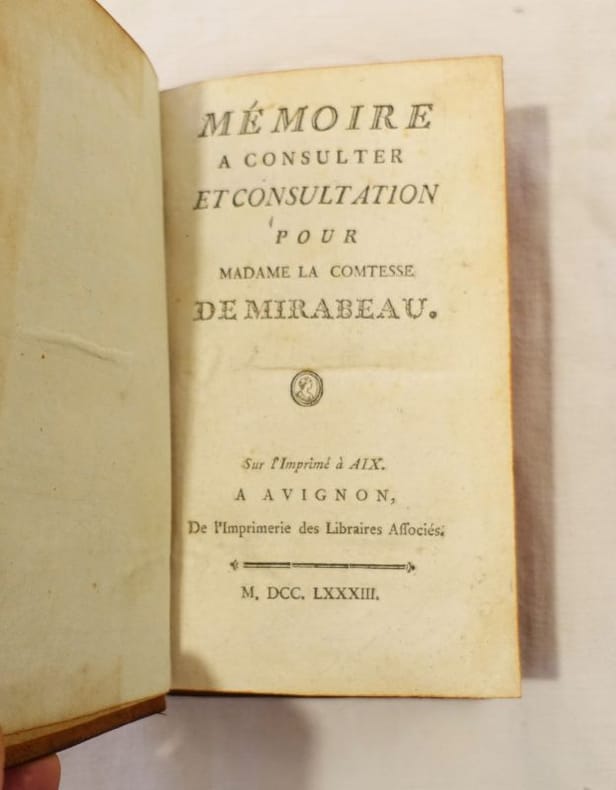 MÉMOIRE
A CONSULTER
ET CONSULTATION
POUR
MADAME LA COMTESSE
DE MIRABEAU.
Sur l'Imprimé à AIX.
A AVIGNON,
De l'Imprimerie des Libraires Aſſociés.
M. DCC. LXXXIII.